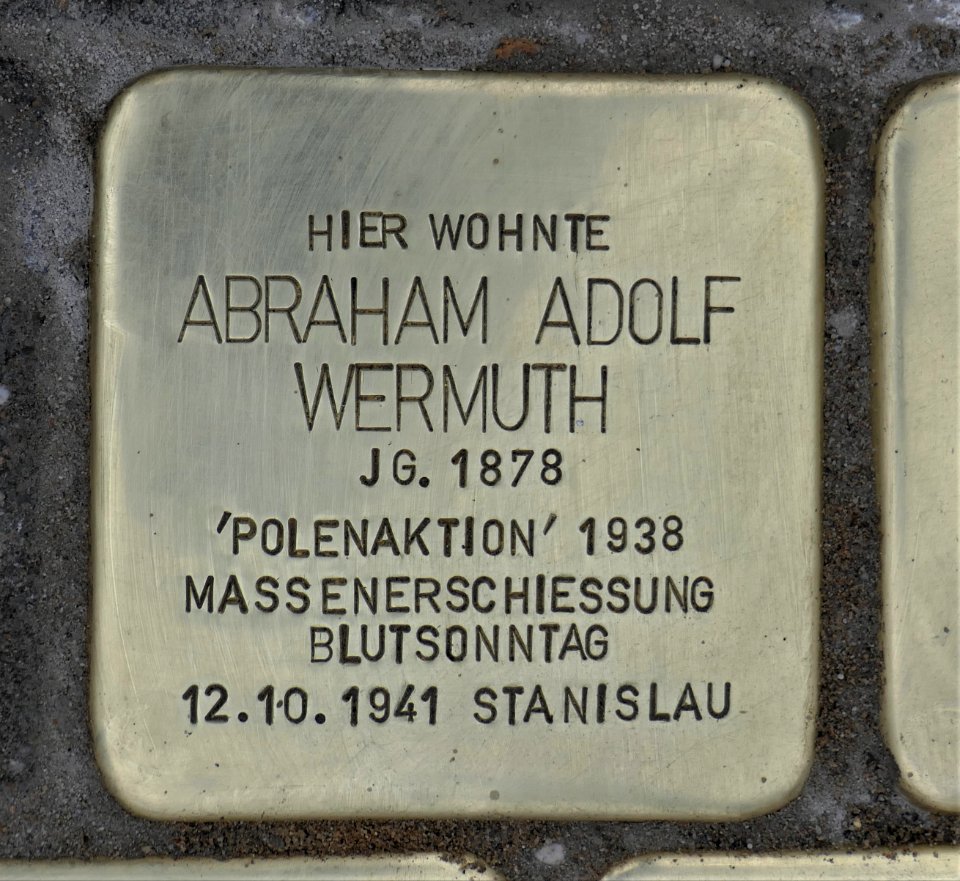 HIER WOHNTE
ABRAHAM ADOLF
WERMUTH
JG. 1878
'POLENAKTION' 1938
MASSENERSCHIESSUNG
BLUTSONNTAG
12.10.1941 STANISLAU